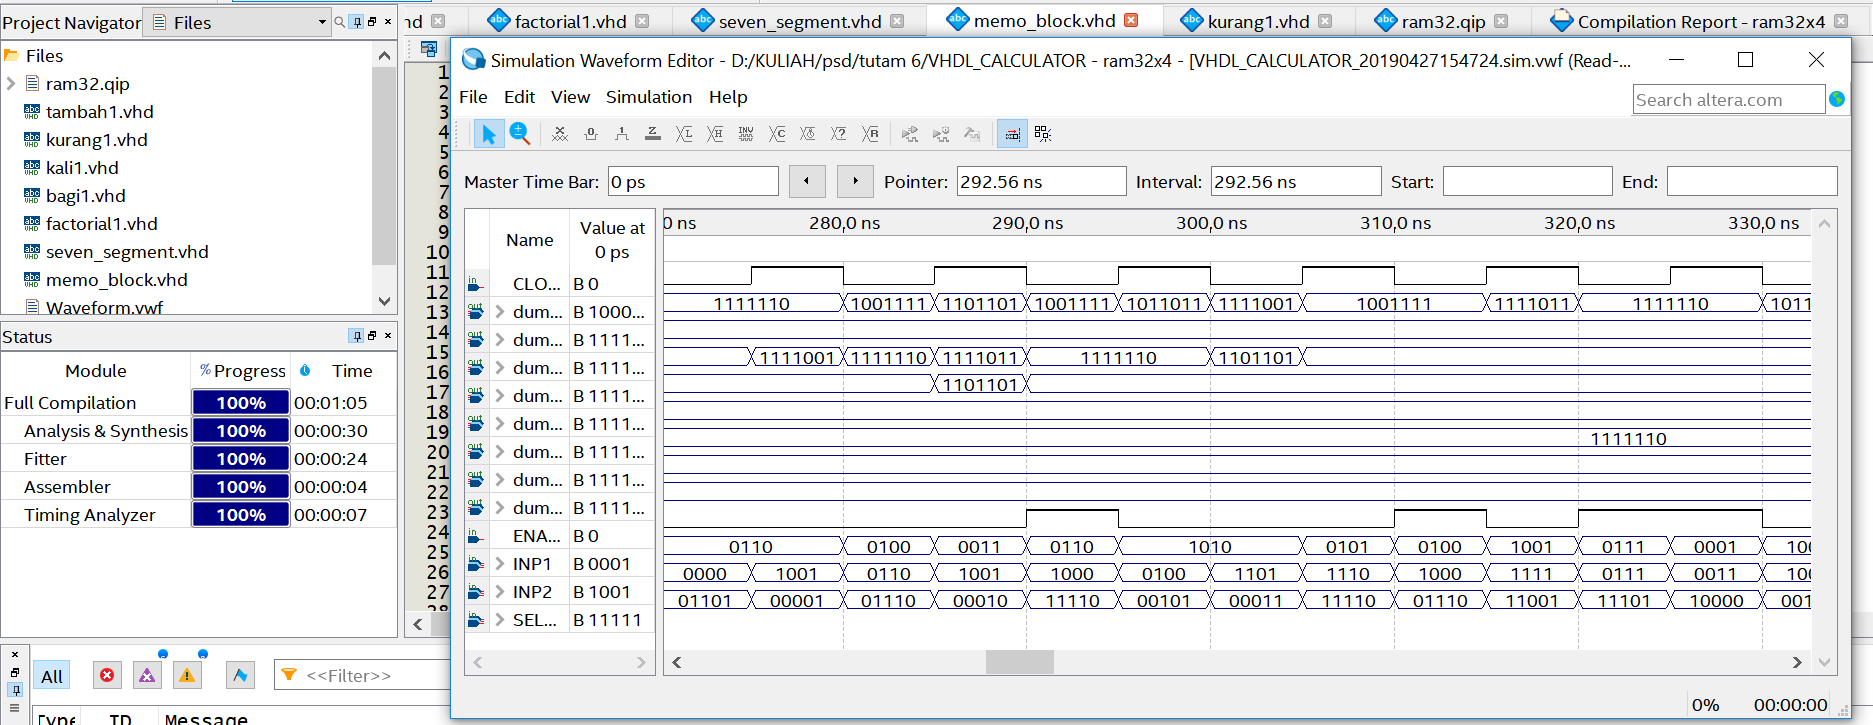 Project Navigator Files
nd factorial1.vhd seven_segment.vhd memo_block.vhd kurang1.vhd ram32.qip Compilation Report - ram32x4
Files
ram32.qip
tambah1.vhd
kurang1.vhd
kali1.vhd
bagi1.vhd
factorial1.vhd
seven_segment.vhd
memo_block.vhd
Waveform.vwf
Status
Module % Progress Time
Full Compilation 100% 00:01:05
Analysis & Synthesis 100% 00:00:30
Fitter 100% 00:00:24
Assembler 100% 00:00:04
Timing Analyzer 100% 00:00:07
1
2
3
4
5
6
7
8
9
10
11
12
13
14
15
16
17
18
19
20
21
22
23
24
25
26
27
28
Simulation Waveform Editor - D:/KULIAH/psd/tutam 6/VHDL_CALCULATOR - ram32x4 - [VHDL_CALCULATOR_20190427154724.sim.vwf (Read-...
File Edit View Simulation Help
Search altera.com
Master Time Bar: 0 ps Pointer: 292.56 ns Interval: 292.56 ns Start: End:
Name Value at
0 ps
0 ns 280,0 ns 290,0 ns 300,0 ns 310,0 ns 320,0 ns 330,0 ns
CLO... B 0
dum... B 1000... 1111110 1001111 1101101 1001111 1011011 1111001 1001111 1111011 1111110 1011
dum... B 1111...
dum... B 1111... 1111001 1111110 1111011 1111110 1101101
dum... B 1111... 1101101
dum... B 1111...
dum... B 1111... 1111110
dum... B 1111...
dum... B 1111...
ENA... B 0
INP1 B 0001 0110 0100 0011 0110 1010 0101 0100 1001 0111 0001 100
INP2 B 1001 0000 1001 0110 1001 1000 0100 1101 1110 1000 1111 0111 0011 100
SEL... B 11111 01101 00001 01110 00010 11110 00101 00011 11110 01110 11001 11101 10000 001
0% 00:00:00
All <<Filter>>
Type ID Message